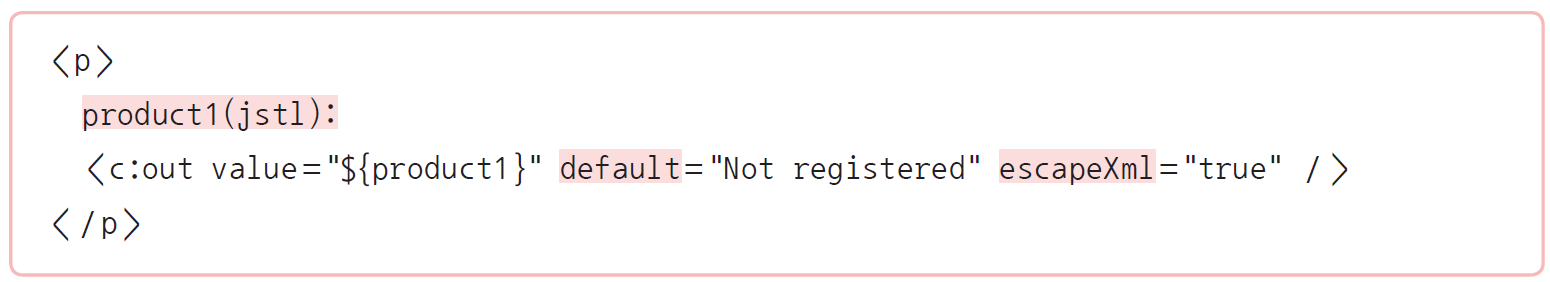 <p>
product1(jstl):
<c:out value="${product1}" default="Not registered" escapeXml="true" />
</p>